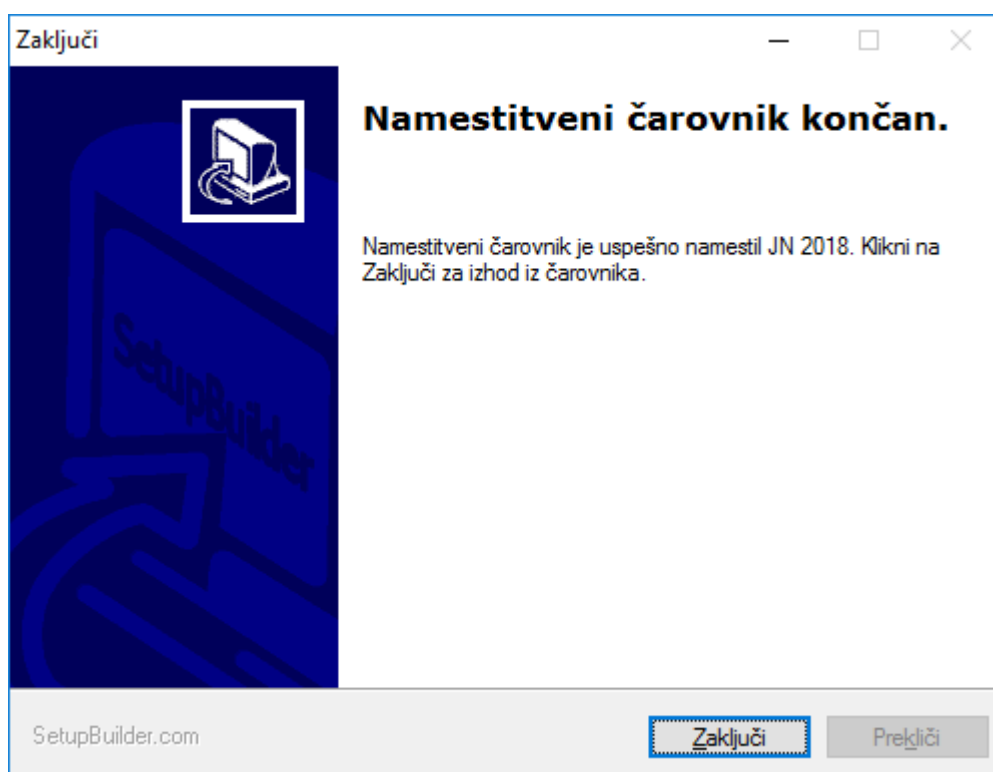 Zaključi
Namestitveni čarovnik končan.
Namestitveni čarovnik je uspešno namestil JN 2018. Klikni na
Zaključi za izhod iz čarovnika.
SetupBuilder
SetupBuilder.com
Zaključi
Prekliči